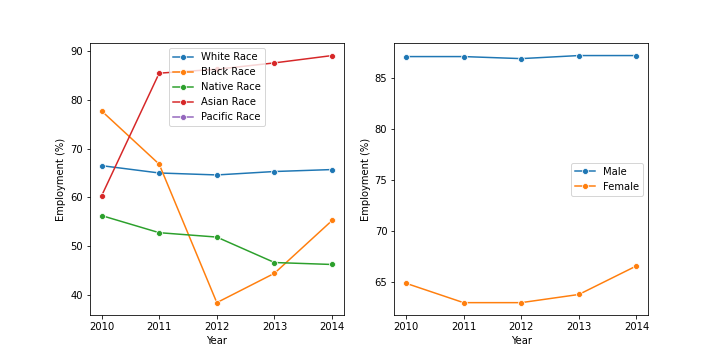 90
80
70
60
50
40
Employment (%)
White Race
Black Race
Native Race
Asian Race
Pacific Race
2010 2011 2012 2013 2014
Year
85
80
75
70
65
Employment (%)
Male
Female
2010 2011 2012 2013 2014
Year